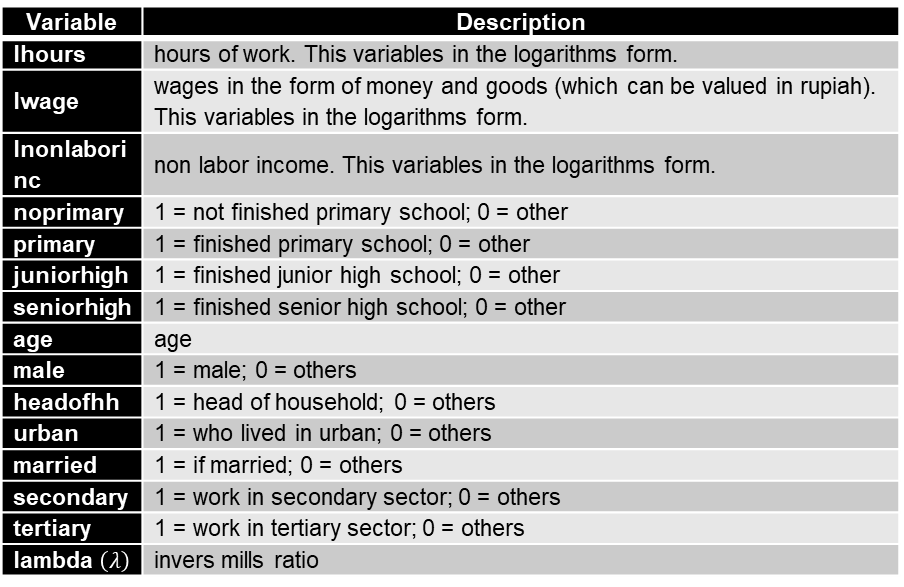 Variable Description
lhours hours of work. This variables in the logarithms form.
lwage wages in the form of money and goods (which can be valued in rupiah).
This variables in the logarithms form.
lnonlabori
nc non labor income. This variables in the logarithms form.
noprimary 1 = not finished primary school; 0 = other
primary 1 = finished primary school; 0 = other
juniorhigh 1 = finished junior high school; 0 = other
seniorhigh 1 = finished senior high school; 0 = other
age age
male 1 = male; 0 = others
headofhh 1 = head of household; 0 = others
urban 1 = who lived in urban; 0 = others
married 1 = if married; 0 = others
secondary 1 = work in secondary sector; 0 = others
tertiary 1 = work in tertiary sector; 0 = others
lambda (λ) invers mills ratio